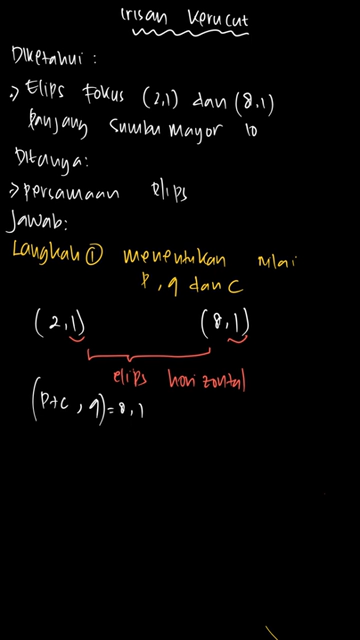 Irisan Kerucut
Diketahui :
=> Elips Fokus (2,1) dan (8,1)
Panjang Sumbu mayor 10
Ditanya:
=> persamaan elips
Jawab:
Langkah ① menentukan nilai
P, q dan C
(2,1) (8,1)
elips horizontal
(P+c, q) = 8,1